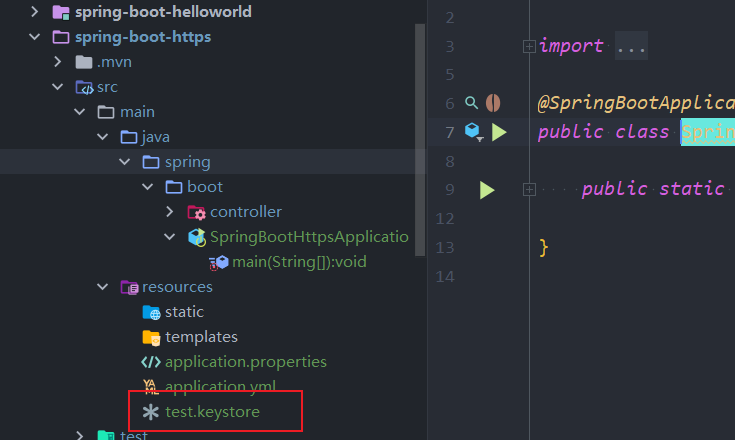 spring-boot-helloworld
spring-boot-https
.mvn
src
main
java
spring
boot
controller
SpringBootHttpsApplicatio
main(String[]):void
resources
static
templates
application.properties
application.yml
test.keystore
test
2
3 import ...
5
6 @SpringBootApplica
7 public class Sprin
8
9 public static
12
13 }
14